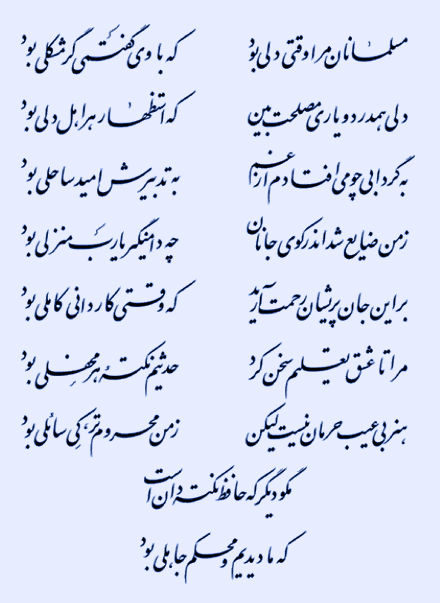 مسلمانان مرا وقتی دلی بود که با وی گفتمی گر مشکلی بود
دلی همدرد و یاری مصلحت بین که استظهار هر اهل دلی بود
به گردابی چو می افتادم از غم به تدبیرش امید ساحلی بود
ز من ضایع شد اندر کوی جانان چه دامنگیر یا رب منزلی بود
بر این جان پریشان رحمت آرید که وقتی کاردانی کاملی بود
مرا تا عشق تعلیم سخن کرد حدیثم نکتهٔ هر محفلی بود
هنر بی عیب حرمان نیست لیکن ز من محروم‌تر کی سائلی بود
مگو دیگر که حافظ نکته دان است
که ما دیدیم و محکم جاهلی بود